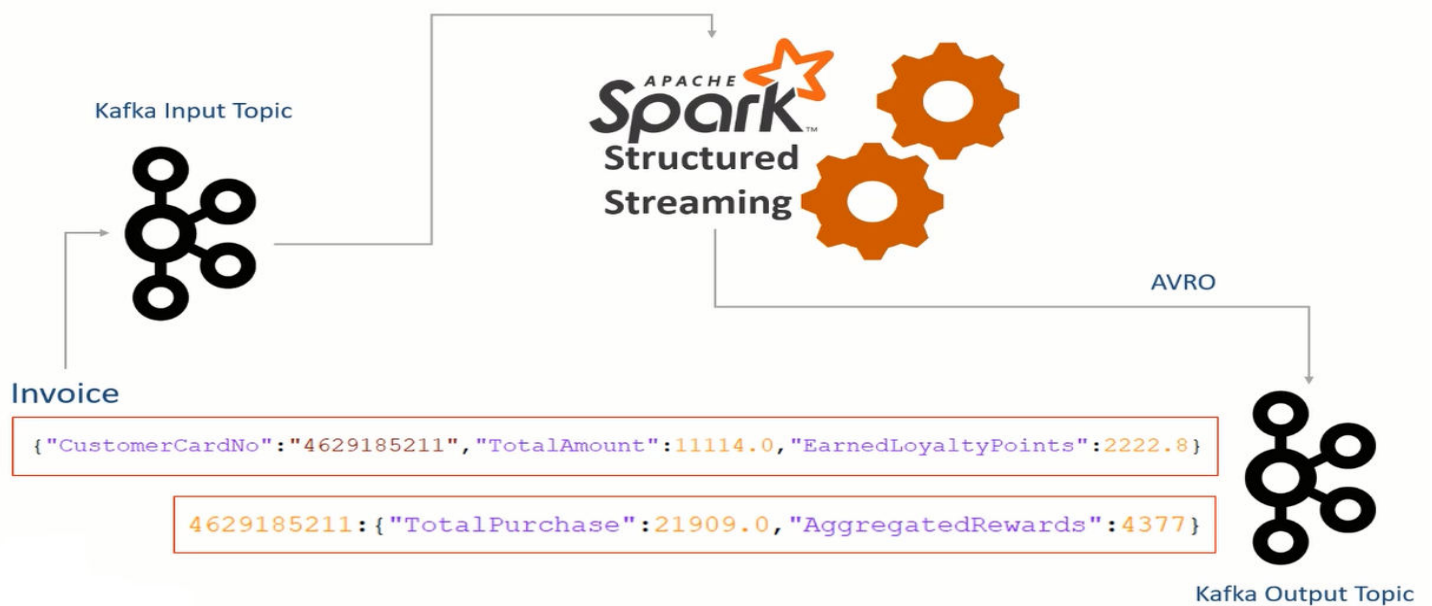 Kafka Input Topic
APACHE
Spark™
Structured
Streaming
AVRO
Invoice
{"CustomerCardNo":"4629185211","TotalAmount":11114.0,"EarnedLoyaltyPoints":2222.8}
4629185211:{"TotalPurchase":21909.0,"AggregatedRewards":4377}
Kafka Output Topic